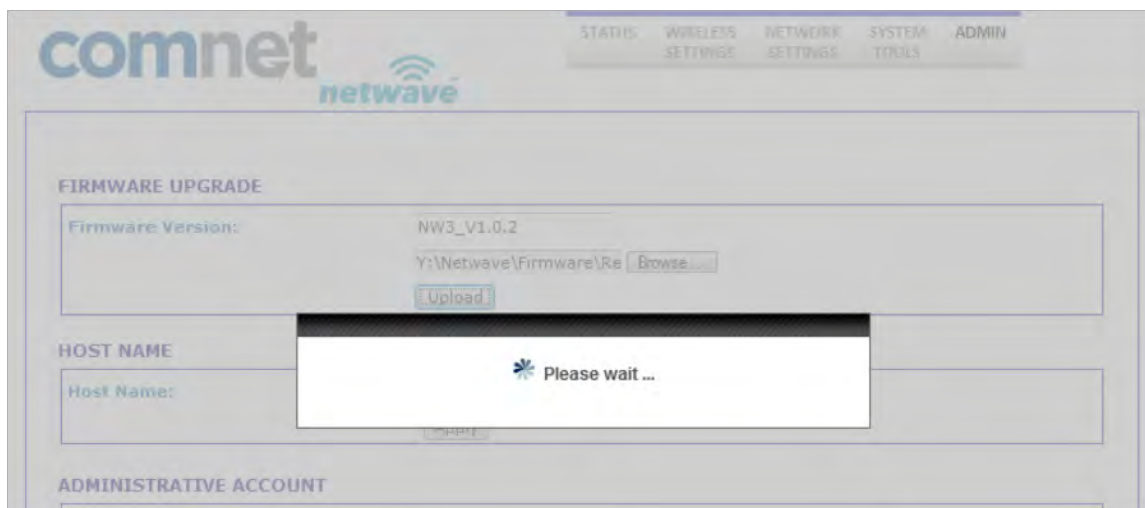 comnet
netwave
STATUS
WIRELESS SETTINGS
NETWORK SETTINGS
SYSTEM TOOLS
ADMIN
FIRMWARE UPGRADE
Firmware Version:
NW3_V1.0.2
Y:\Netwave\Firmware\Re Browse...
Upload
HOST NAME
Please wait ...
Host Name:
Apply
ADMINISTRATIVE ACCOUNT